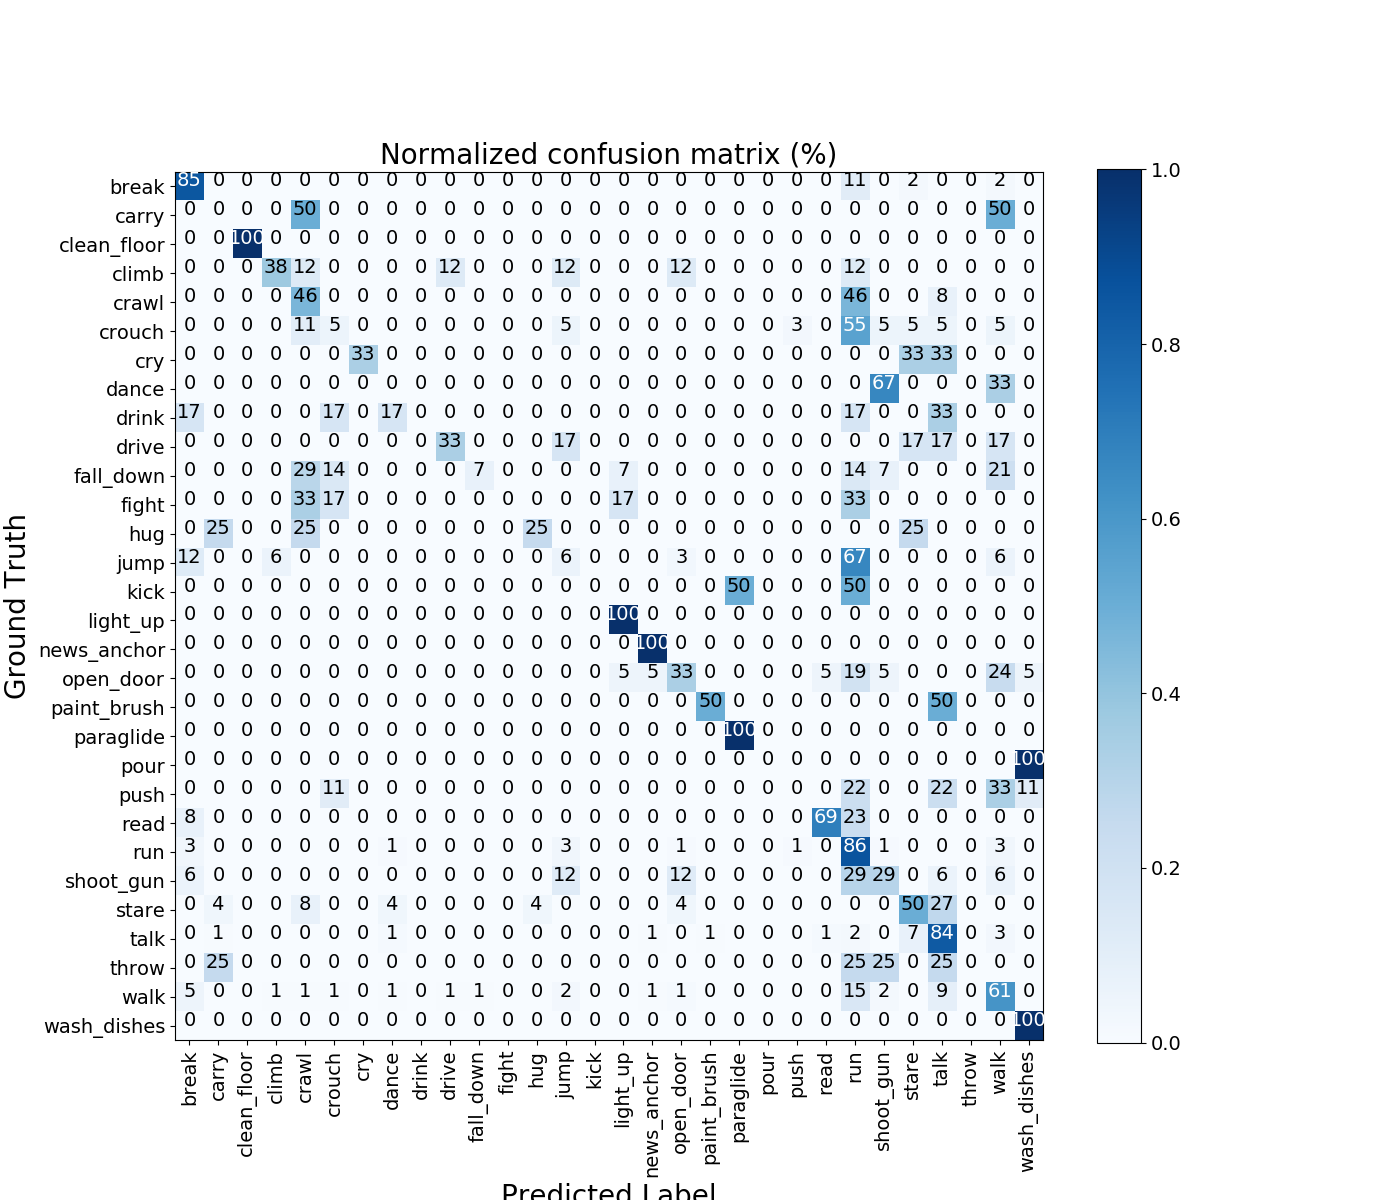 Normalized confusion matrix (%)
Ground Truth
break 85 0 0 0 0 0 0 0 0 0 0 0 0 0 0 0 0 0 0 0 0 0 0 11 0 2 0 0 2 0
carry 0 0 0 0 50 0 0 0 0 0 0 0 0 0 0 0 0 0 0 0 0 0 0 0 0 0 0 0 50 0
clean_floor 0 0 100 0 0 0 0 0 0 0 0 0 0 0 0 0 0 0 0 0 0 0 0 0 0 0 0 0 0 0
climb 0 0 0 38 12 0 0 0 0 12 0 0 0 12 0 0 0 12 0 0 0 0 0 12 0 0 0 0 0 0
crawl 0 0 0 0 46 0 0 0 0 0 0 0 0 0 0 0 0 0 0 0 0 0 0 46 0 0 8 0 0 0
crouch 0 0 0 0 11 5 0 0 0 0 0 0 0 5 0 0 0 0 0 0 0 3 0 55 5 5 5 0 5 0
cry 0 0 0 0 0 0 33 0 0 0 0 0 0 0 0 0 0 0 0 0 0 0 0 0 0 33 33 0 0 0
dance 0 0 0 0 0 0 0 0 0 0 0 0 0 0 0 0 0 0 0 0 0 0 0 0 67 0 0 0 33 0
drink 17 0 0 0 0 17 0 17 0 0 0 0 0 0 0 0 0 0 0 0 0 0 0 17 0 0 33 0 0 0
drive 0 0 0 0 0 0 0 0 0 33 0 0 0 17 0 0 0 0 0 0 0 0 0 0 0 17 17 0 17 0
fall_down 0 0 0 0 29 14 0 0 0 0 7 0 0 0 0 7 0 0 0 0 0 0 0 14 7 0 0 0 21 0
fight 0 0 0 0 33 17 0 0 0 0 0 0 0 0 0 17 0 0 0 0 0 0 0 33 0 0 0 0 0 0
hug 0 25 0 0 25 0 0 0 0 0 0 0 25 0 0 0 0 0 0 0 0 0 0 0 0 25 0 0 0 0
jump 12 0 0 6 0 0 0 0 0 0 0 0 0 6 0 0 0 3 0 0 0 0 0 67 0 0 0 0 6 0
kick 0 0 0 0 0 0 0 0 0 0 0 0 0 0 0 0 0 0 0 50 0 0 0 50 0 0 0 0 0 0
light_up 0 0 0 0 0 0 0 0 0 0 0 0 0 0 0 100 0 0 0 0 0 0 0 0 0 0 0 0 0 0
news_anchor 0 0 0 0 0 0 0 0 0 0 0 0 0 0 0 0 100 0 0 0 0 0 0 0 0 0 0 0 0 0
open_door 0 0 0 0 0 0 0 0 0 0 0 0 0 0 0 5 5 33 0 0 0 0 5 19 5 0 0 0 24 5
paint_brush 0 0 0 0 0 0 0 0 0 0 0 0 0 0 0 0 0 0 50 0 0 0 0 0 0 0 50 0 0 0
paraglide 0 0 0 0 0 0 0 0 0 0 0 0 0 0 0 0 0 0 0 100 0 0 0 0 0 0 0 0 0 0
pour 0 0 0 0 0 0 0 0 0 0 0 0 0 0 0 0 0 0 0 0 0 0 0 0 0 0 0 0 0 100
push 0 0 0 0 0 11 0 0 0 0 0 0 0 0 0 0 0 0 0 0 0 0 0 22 0 0 22 0 33 11
read 8 0 0 0 0 0 0 0 0 0 0 0 0 0 0 0 0 0 0 0 0 0 69 23 0 0 0 0 0 0
run 3 0 0 0 0 0 0 1 0 0 0 0 0 3 0 0 0 1 0 0 0 1 0 86 1 0 0 0 3 0
shoot_gun 6 0 0 0 0 0 0 0 0 0 0 0 0 12 0 0 0 12 0 0 0 0 0 29 29 0 6 0 6 0
stare 0 4 0 0 8 0 0 4 0 0 0 0 4 0 0 0 0 4 0 0 0 0 0 0 0 50 27 0 0 0
talk 0 1 0 0 0 0 0 1 0 0 0 0 0 0 0 0 1 0 1 0 0 0 1 2 0 7 84 0 3 0
throw 0 25 0 0 0 0 0 0 0 0 0 0 0 0 0 0 0 0 0 0 0 0 0 25 25 0 25 0 0 0
walk 5 0 0 1 1 1 0 1 0 1 1 0 0 2 0 0 1 1 0 0 0 0 0 15 2 0 9 0 61 0
wash_dishes 0 0 0 0 0 0 0 0 0 0 0 0 0 0 0 0 0 0 0 0 0 0 0 0 0 0 0 0 0 100
break carry clean_floor climb crawl crouch cry dance drink drive fall_down fight hug jump kick light_up news_anchor open_door paint_brush paraglide pour push read run shoot_gun stare talk throw walk wash_dishes
Predicted Label
1.0
0.8
0.6
0.4
0.2
0.0